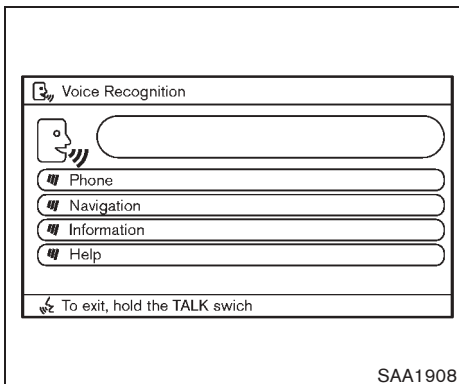 Voice Recognition
Phone
Navigation
Information
Help
To exit, hold the TALK swich
SAA1908